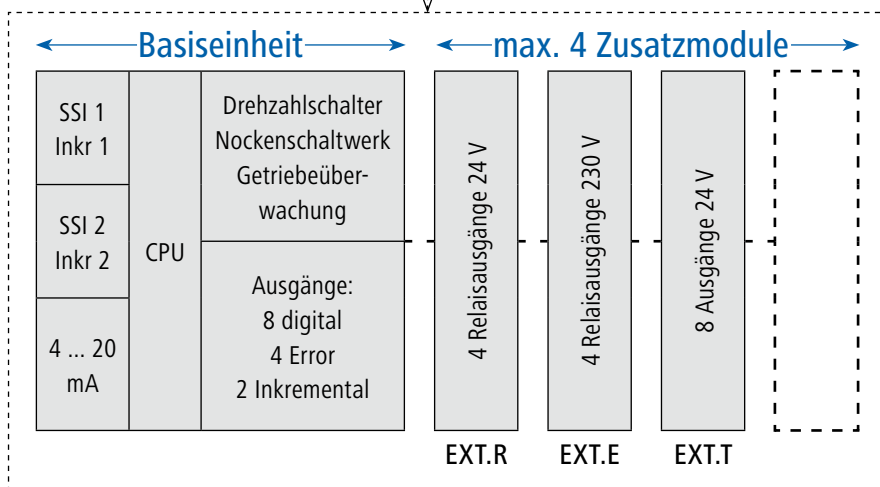 Basiseinheit
max. 4 Zusatzmodule
SSI 1
Inkr 1
SSI 2
Inkr 2
4 ... 20
mA
CPU
Drehzahlschalter
Nockenschaltwerk
Getriebeüber-
wachung
Ausgänge:
8 digital
4 Error
2 Inkremental
4 Relaisausgänge 24 V
4 Relaisausgänge 230 V
8 Ausgänge 24 V
EXT.R
EXT.E
EXT.T